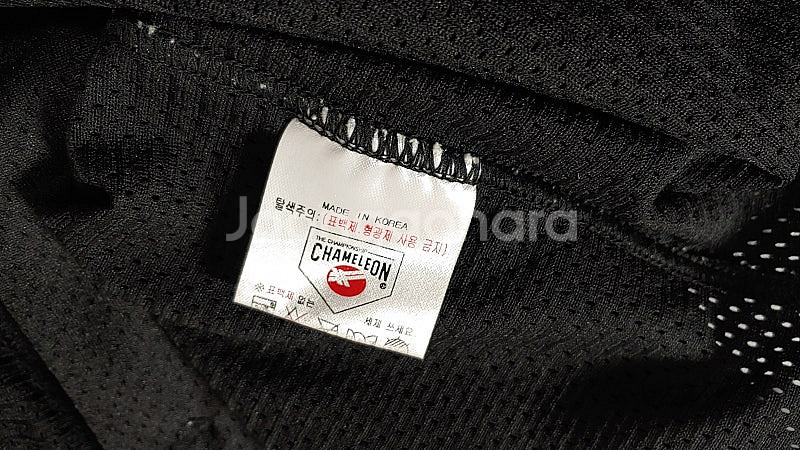 MADE IN KOREA
탈색주의: (표백제, 형광제 사용 금지)
THE CHAMPIONSHIP
CHAMELEON
※ 표백제 없는
세제 쓰세요